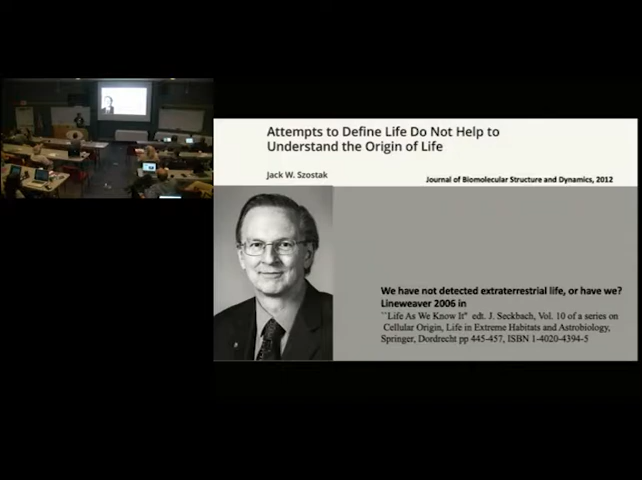 Attempts to Define Life Do Not Help to
Understand the Origin of Life
Jack W. Szostak
Journal of Biomolecular Structure and Dynamics, 2012
We have not detected extraterrestrial life, or have we?
Lineweaver 2006 in
``Life As We Know It" edt. J. Seckbach, Vol. 10 of a series on
Cellular Origin, Life in Extreme Habitats and Astrobiology,
Springer, Dordrecht pp 445-457, ISBN 1-4020-4394-5